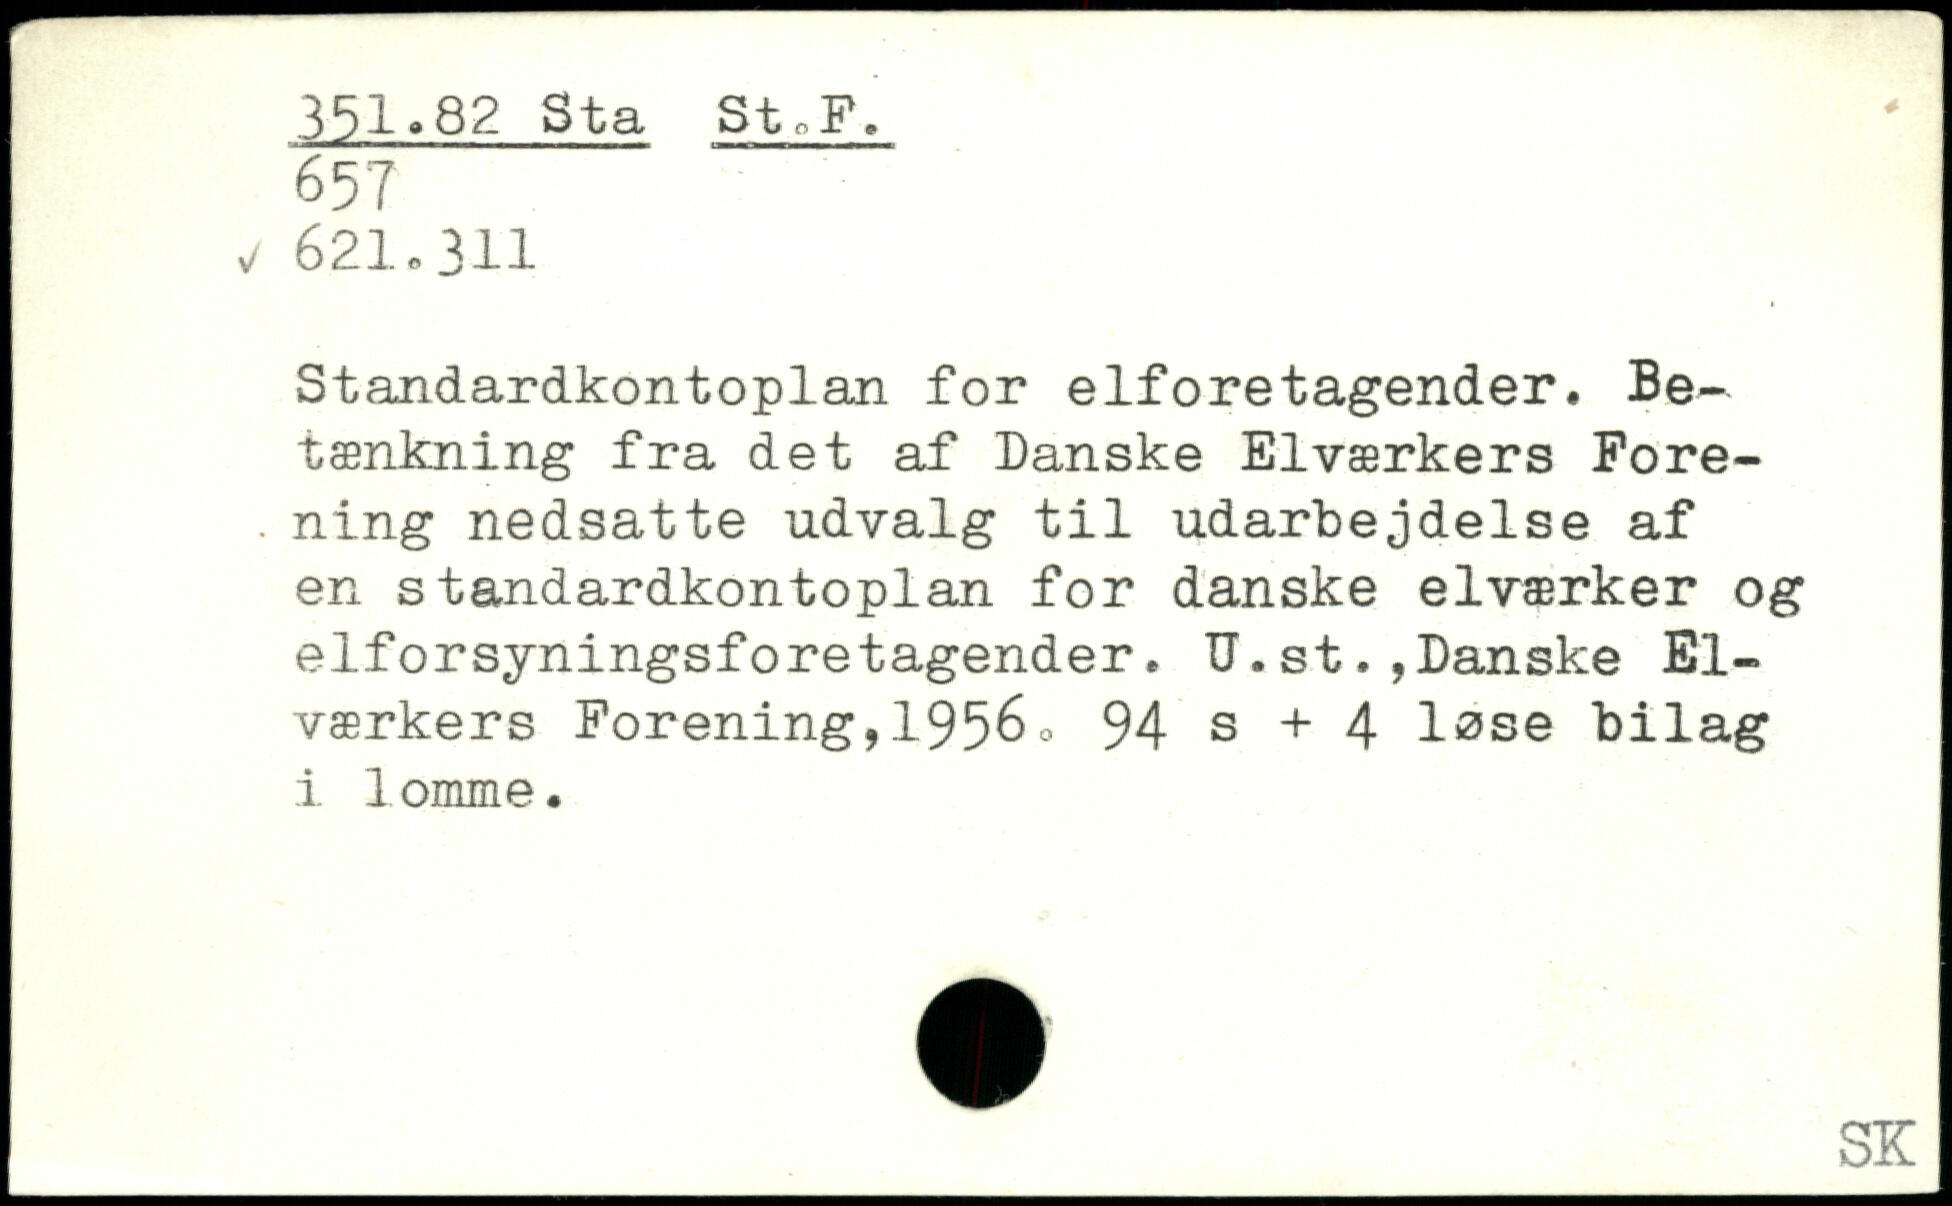 351.82 Sta St.F.
657
✓ 621.311
Standardkontoplan for elforetagender. Be-
tænkning fra det af Danske Elværkers Fore-
ning nedsatte udvalg til udarbejdelse af
en standardkontoplan for danske elværker og
elforsyningsforetagender. U.st.,Danske El-
værkers Forening,1956. 94 s + 4 løse bilag
i lomme.
SK